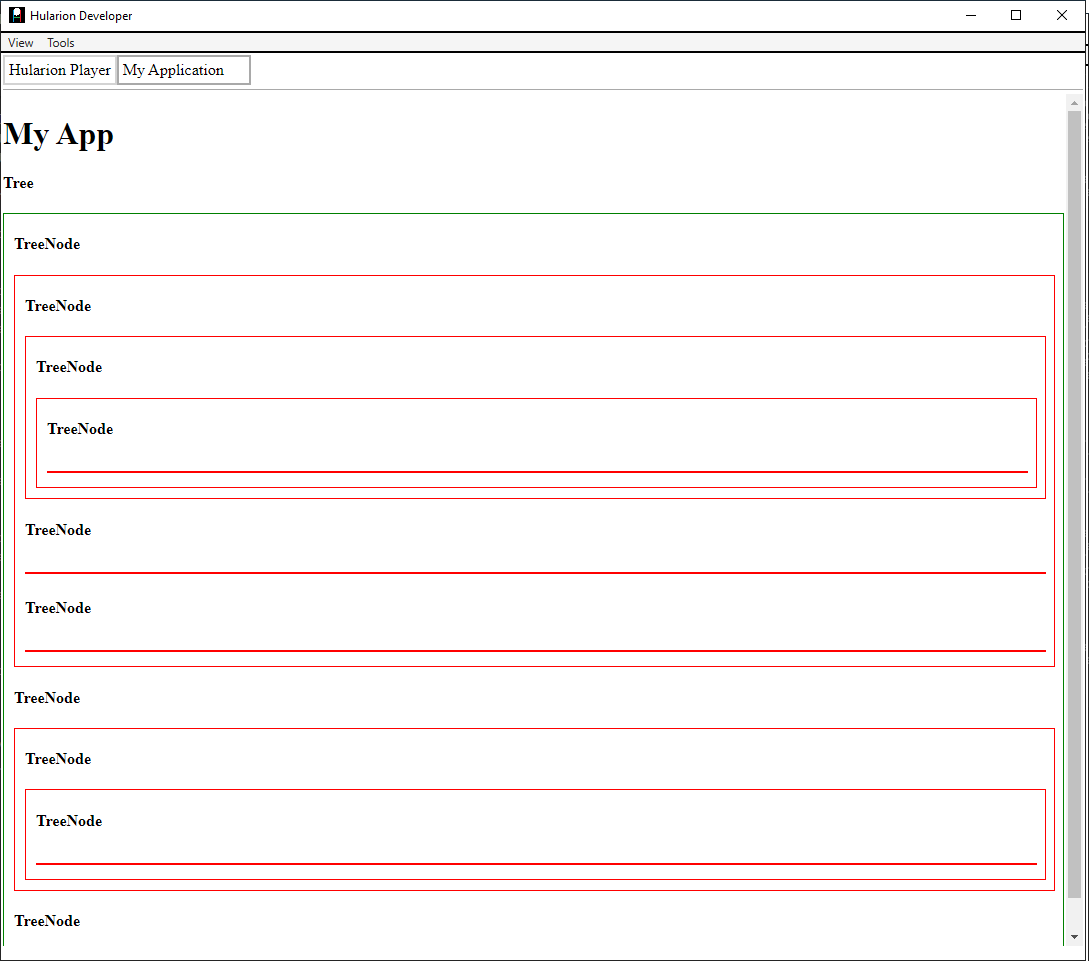 Hularion Developer
View Tools
Hularion Player My Application
My App
Tree
TreeNode
TreeNode
TreeNode
TreeNode
TreeNode
TreeNode
TreeNode
TreeNode
TreeNode
TreeNode